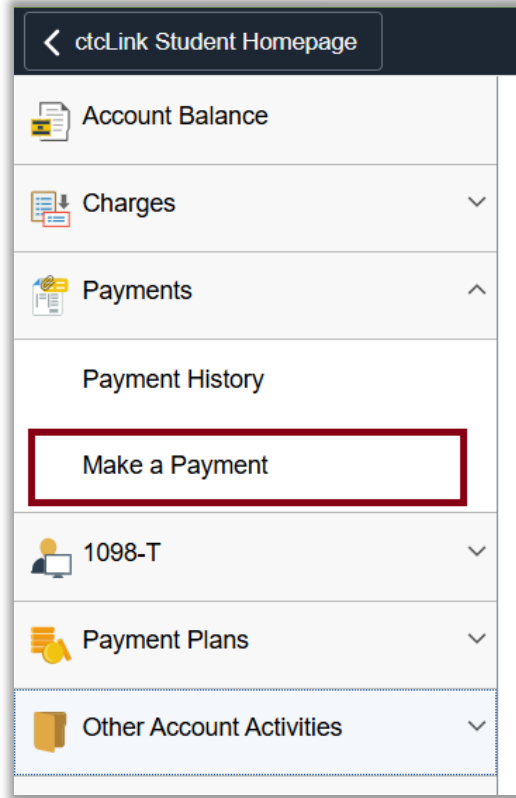 ctcLink Student Homepage
Account Balance
Charges
Payments
Payment History
Make a Payment
1098-T
Payment Plans
Other Account Activities